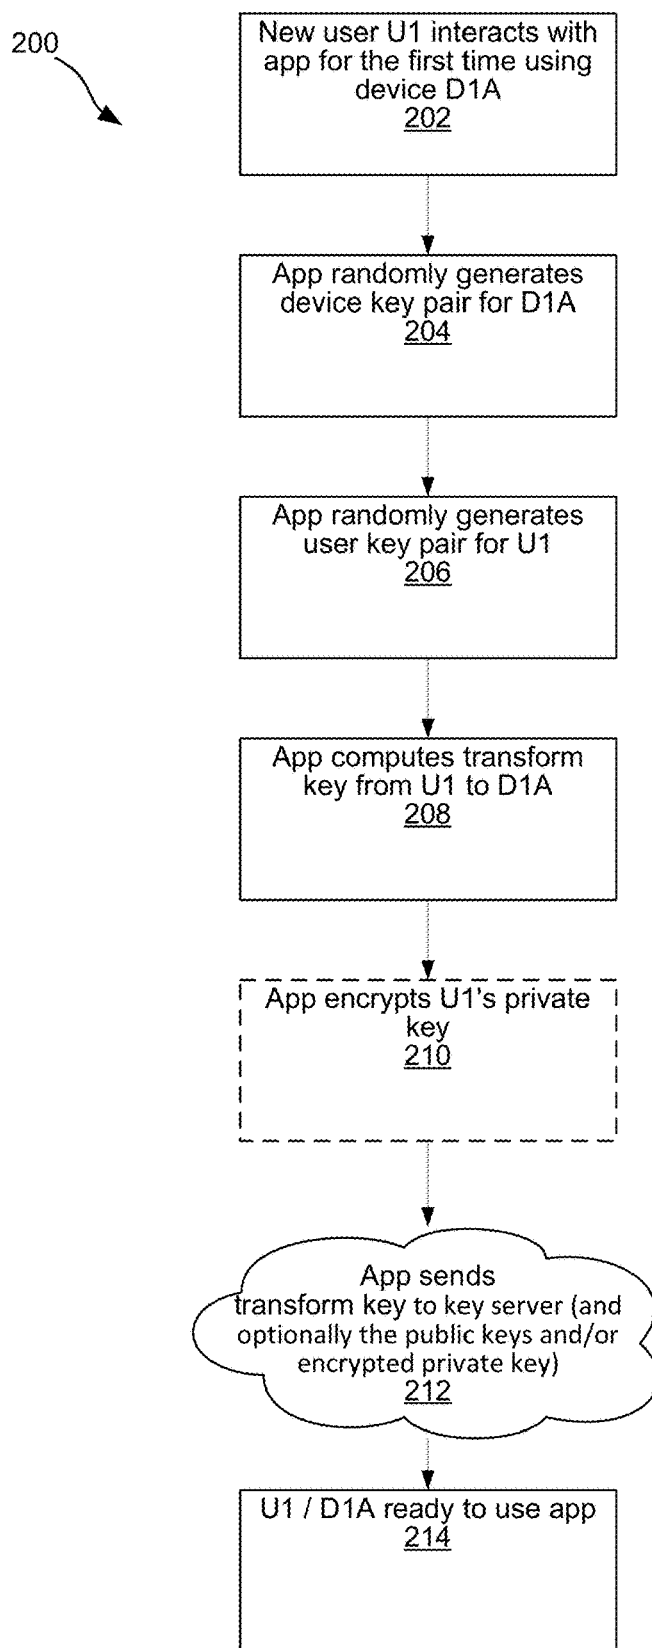 200
New user U1 interacts with
app for the first time using
device D1A
202
App randomly generates
device key pair for D1A
204
App randomly generates
user key pair for U1
206
App computes transform
key from U1 to D1A
208
App encrypts U1's private
key
210
App sends
transform key to key server (and
optionally the public keys and/or
encrypted private key)
212
U1 / D1A ready to use app
214